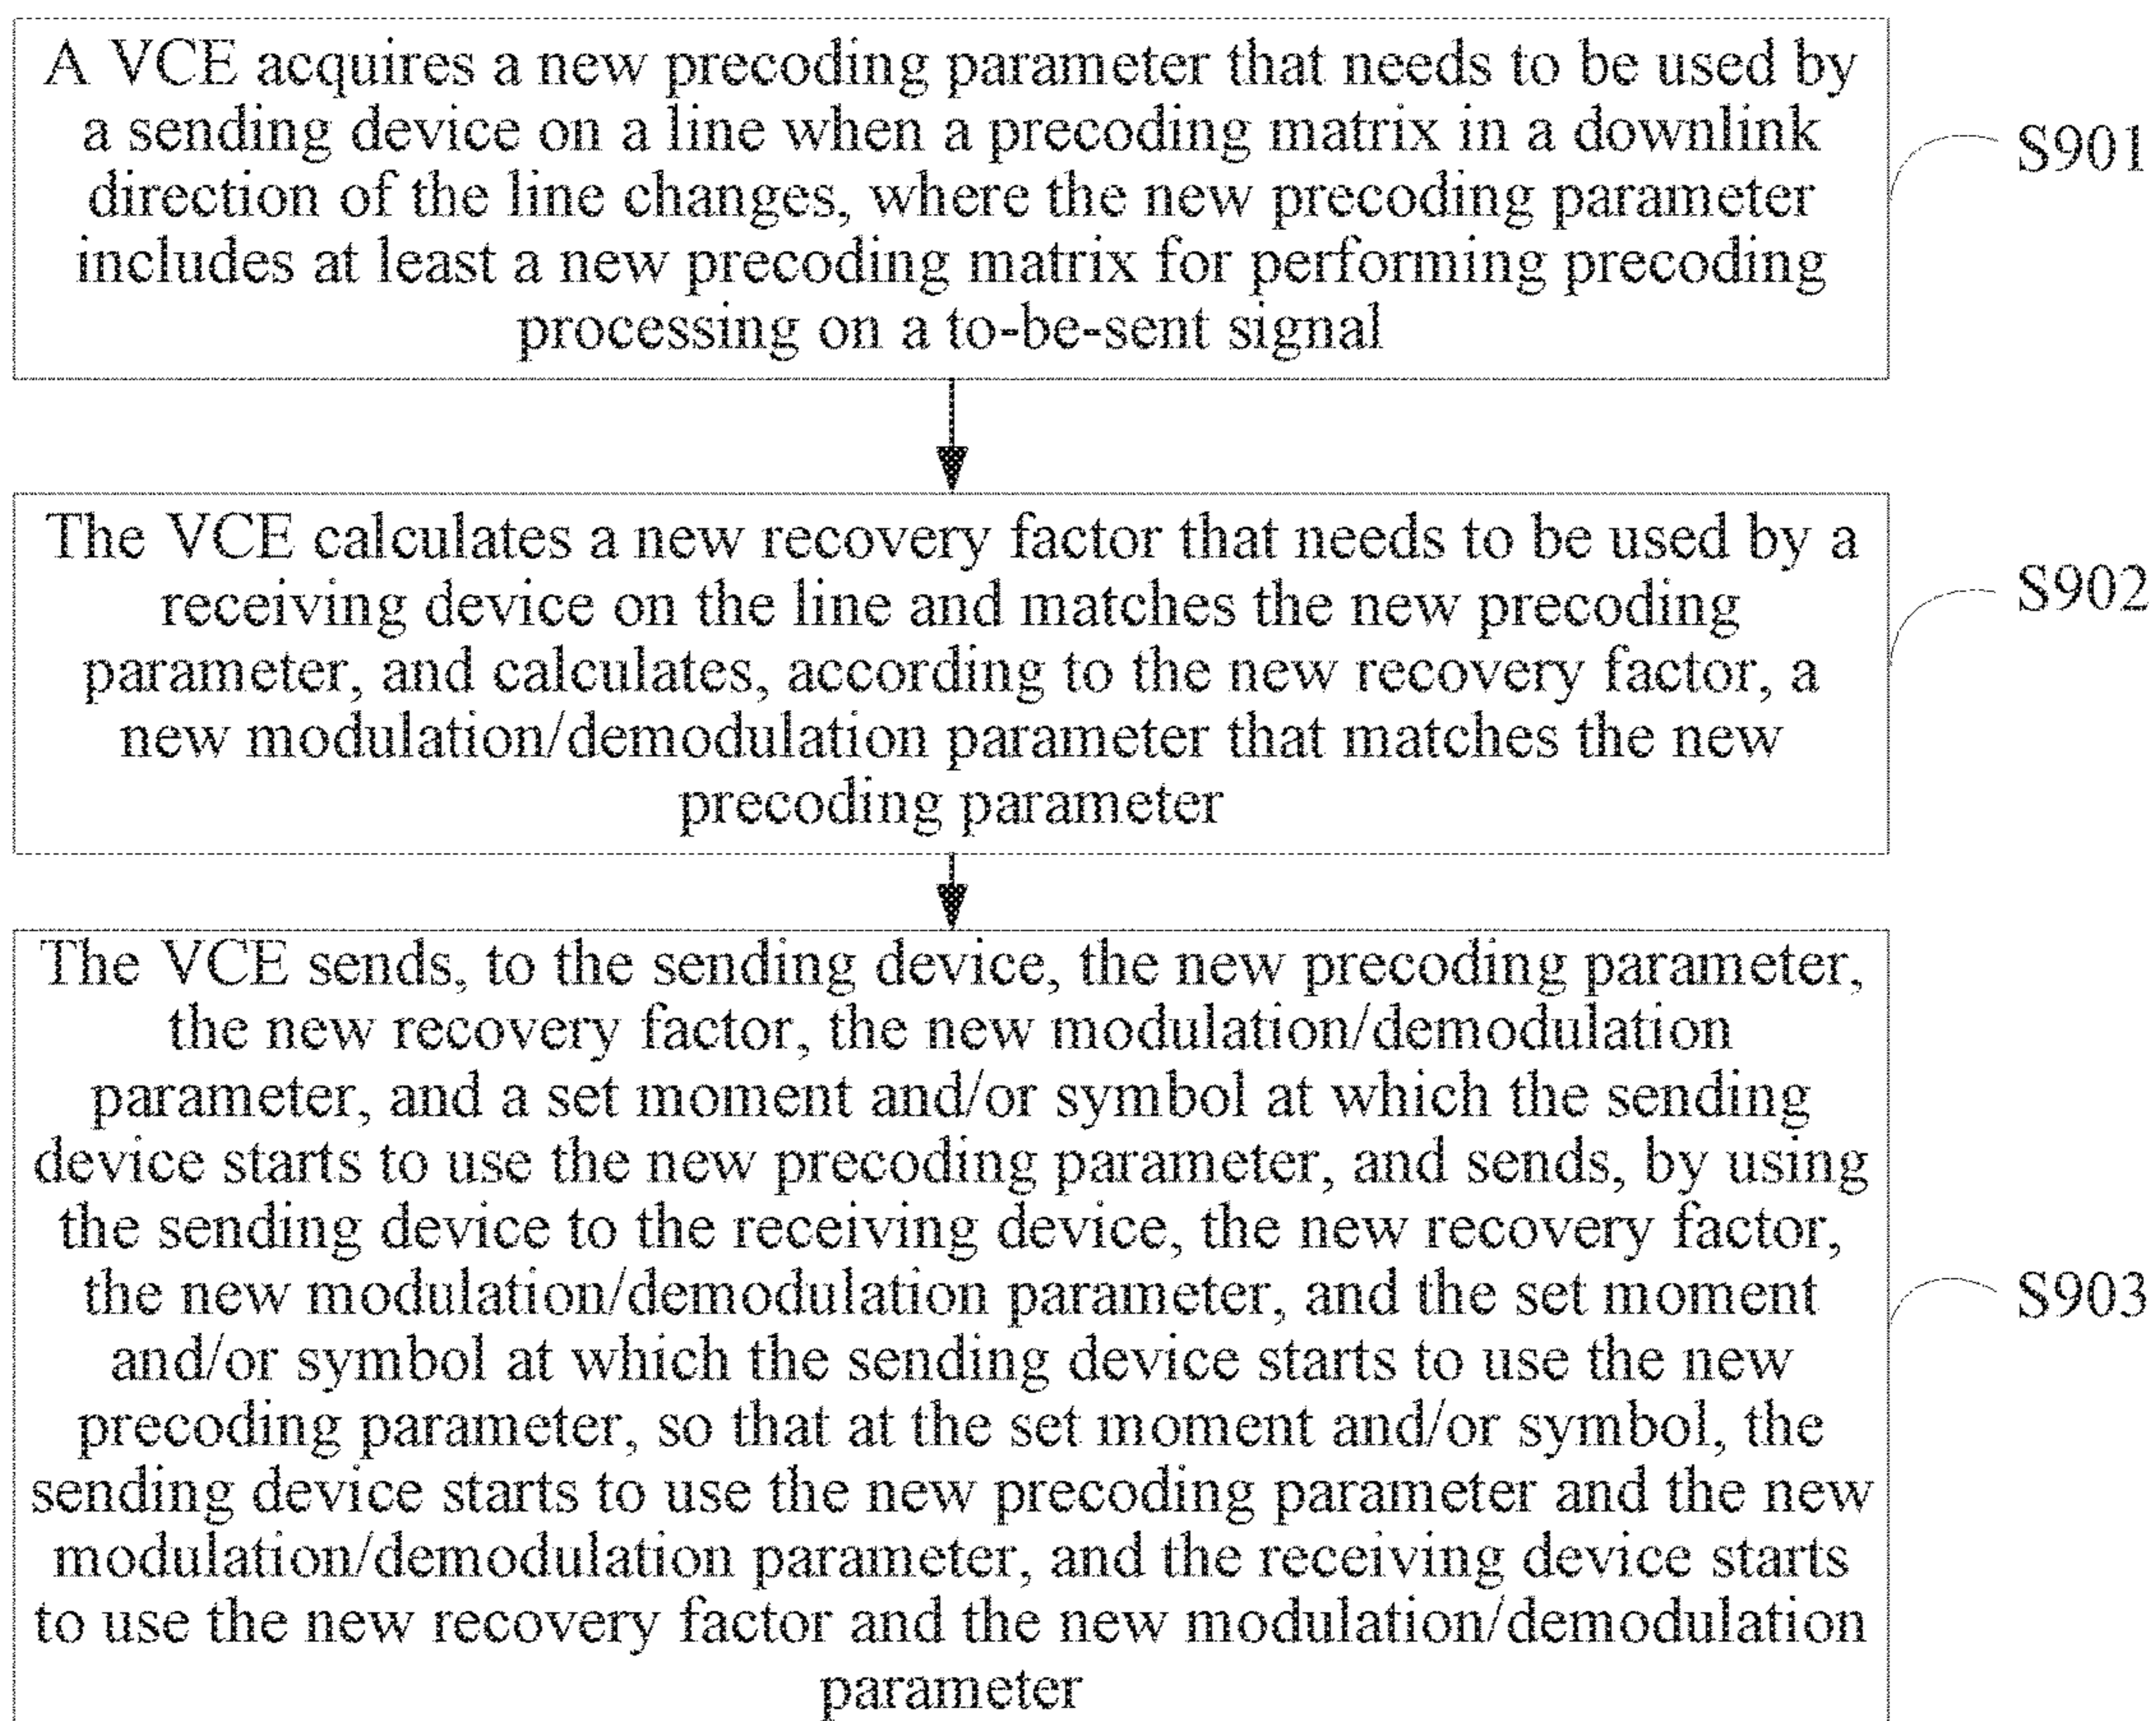 A VCE acquires a new precoding parameter that needs to be used by
a sending device on a line when a precoding matrix in a downlink
direction of the line changes, where the new precoding parameter
includes at least a new precoding matrix for performing precoding
processing on a to-be-sent signal
S901
The VCE calculates a new recovery factor that needs to be used by a
receiving device on the line and matches the new precoding
parameter, and calculates, according to the new recovery factor, a
new modulation/demodulation parameter that matches the new
precoding parameter
S902
The VCE sends, to the sending device, the new precoding parameter,
the new recovery factor, the new modulation/demodulation
parameter, and a set moment and/or symbol at which the sending
device starts to use the new precoding parameter, and sends, by using
the sending device to the receiving device, the new recovery factor,
the new modulation/demodulation parameter, and the set moment
and/or symbol at which the sending device starts to use the new
precoding parameter, so that at the set moment and/or symbol, the
sending device starts to use the new precoding parameter and the new
modulation/demodulation parameter, and the receiving device starts
to use the new recovery factor and the new modulation/demodulation
parameter
S903